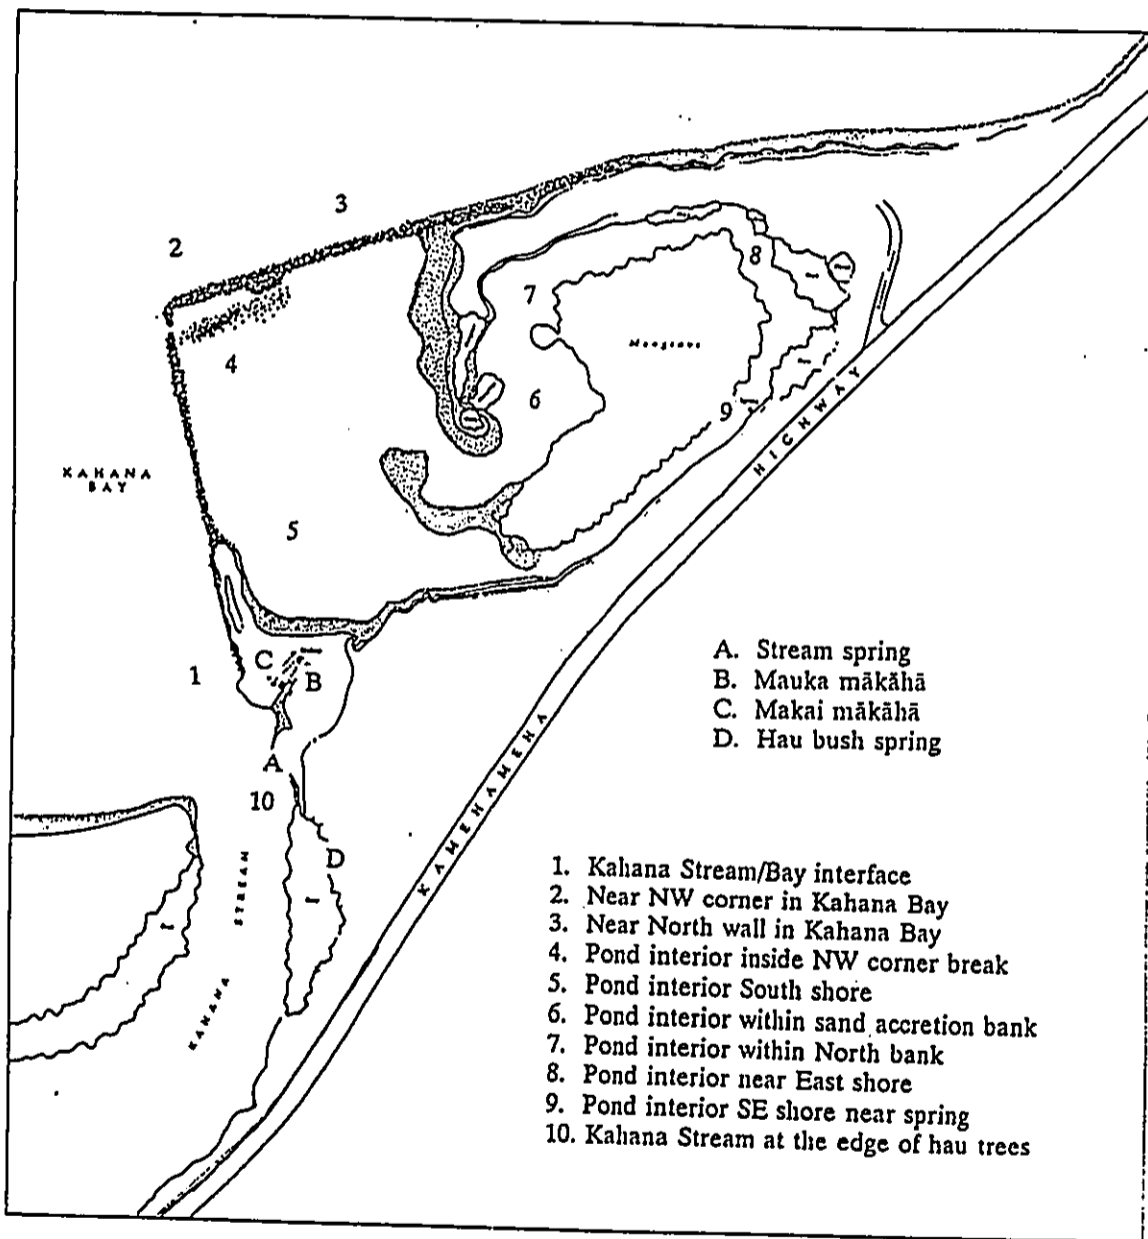 3
2
8
7
Mangrove
4
6
9
KAHANA
BAY
HIGHWAY
5
A. Stream spring
B. Mauka mākāhā
C. Makai mākāhā
D. Hau bush spring
1
C
B
A
10
KAMEHAMEHA
D
STREAM
KAHANA
1. Kahana Stream/Bay interface
2. Near NW corner in Kahana Bay
3. Near North wall in Kahana Bay
4. Pond interior inside NW corner break
5. Pond interior South shore
6. Pond interior within sand accretion bank
7. Pond interior within North bank
8. Pond interior near East shore
9. Pond interior SE shore near spring
10. Kahana Stream at the edge of hau trees